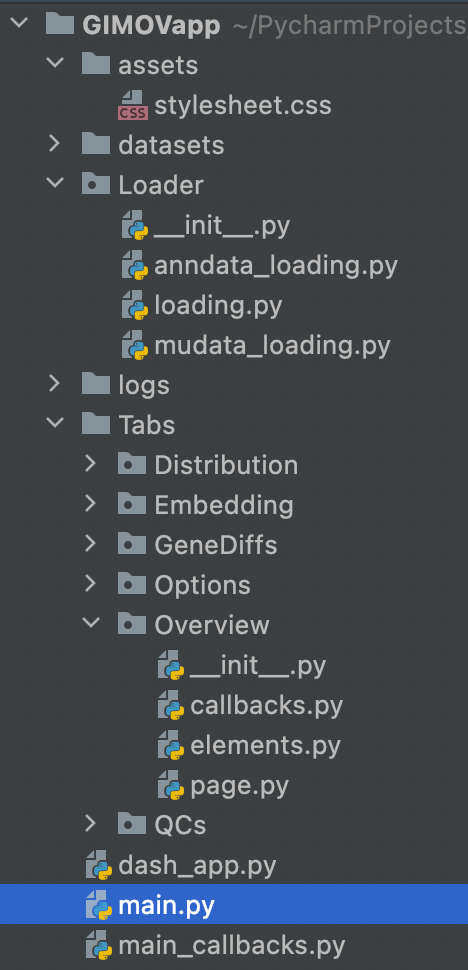 GIMOVapp ~/PycharmProjects
assets
CSS stylesheet.css
datasets
Loader
__init__.py
anndata_loading.py
loading.py
mudata_loading.py
logs
Tabs
Distribution
Embedding
GeneDiffs
Options
Overview
__init__.py
callbacks.py
elements.py
page.py
QCs
dash_app.py
main.py
main_callbacks.py